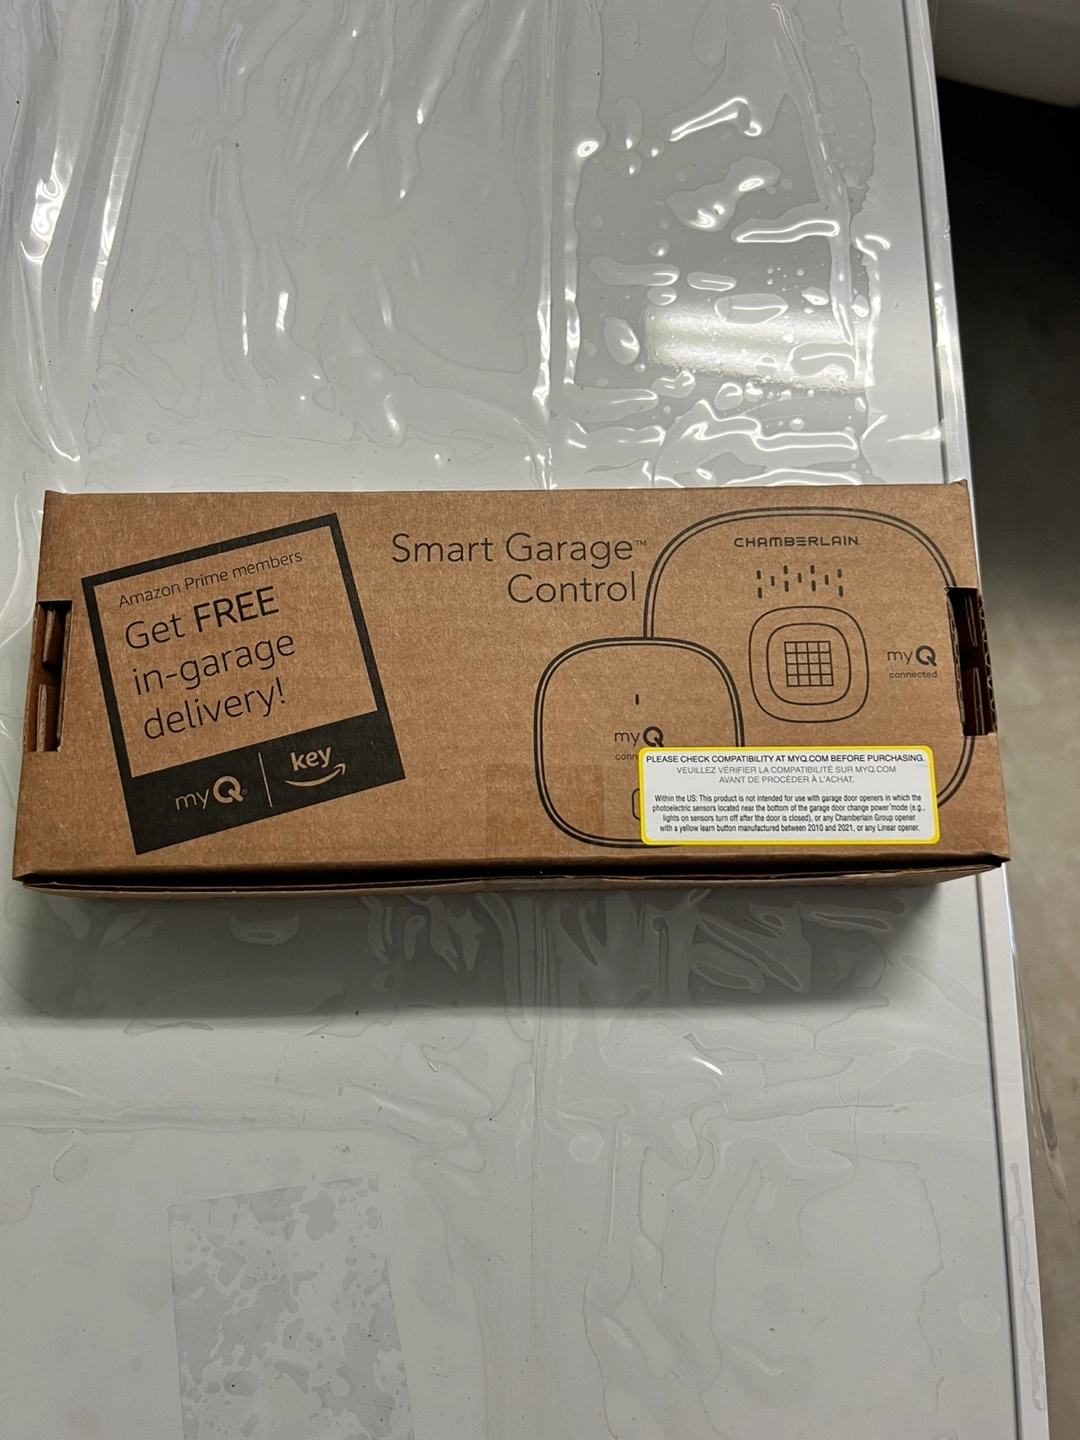 Amazon Prime members
Get FREE
in-garage
delivery!
myQ® | key
Smart Garage™
Control
CHAMBERLAIN
myQ
connected
myQ
conn
PLEASE CHECK COMPATIBILITY AT MYQ.COM BEFORE PURCHASING.
VEUILLEZ VÉRIFIER LA COMPATIBILITÉ SUR MYQ.COM
AVANT DE PROCÉDER À L'ACHAT.
Within the US: This product is not intended for use with garage door openers in which the
photoelectric sensors located near the bottom of the garage door change power mode (e.g.,
lights on sensors turn off after the door is closed), or any Chamberlain Group opener
with a yellow learn button manufactured between 2010 and 2021, or any Linear opener.